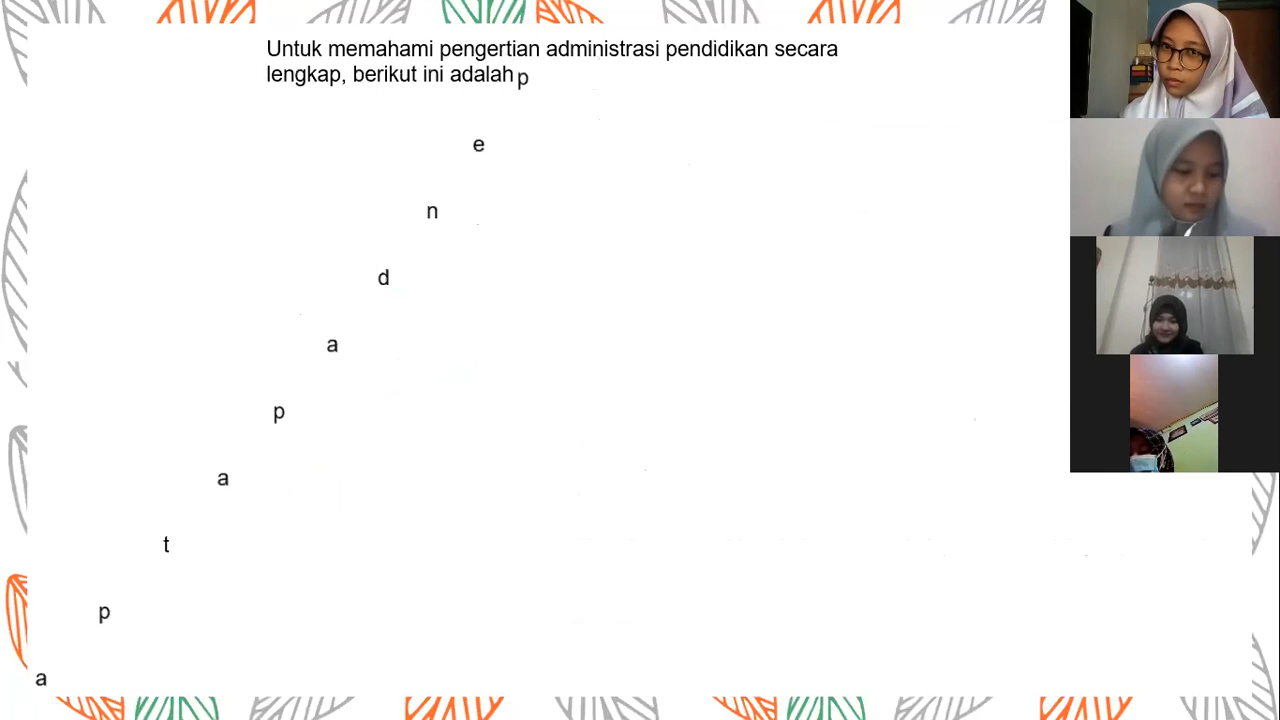 Untuk memahami pengertian administrasi pendidikan secara
lengkap, berikut ini adalah p
e
n
d
a
p
a
t
p
a